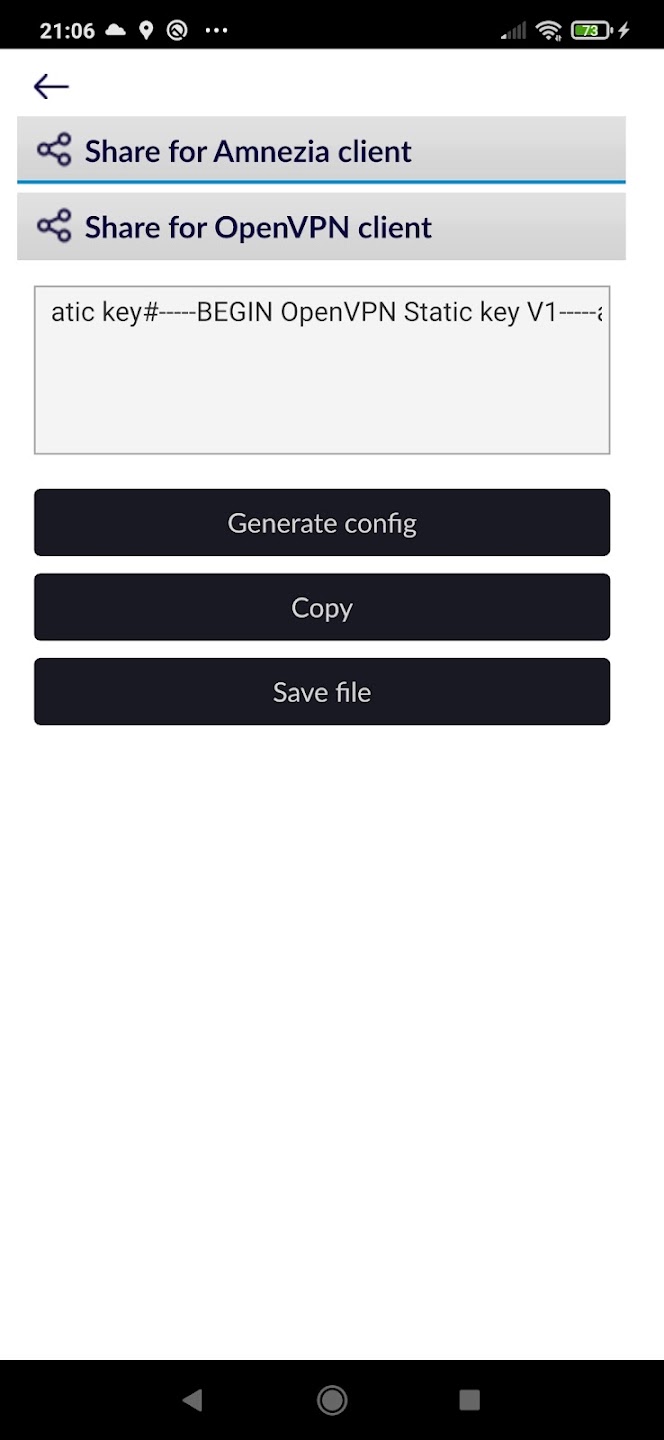 21:06
73
Share for Amnezia client
Share for OpenVPN client
atic key#-----BEGIN OpenVPN Static key V1-----
Generate config
Copy
Save file